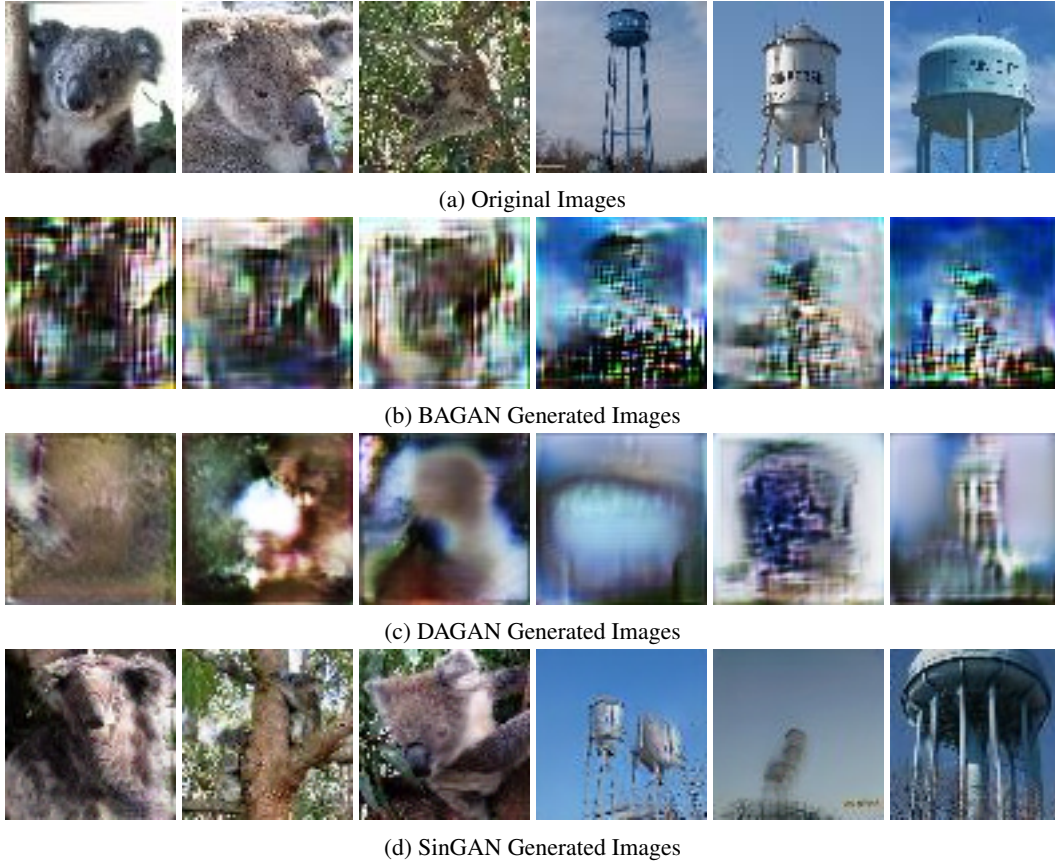 (a) Original Images
(b) BAGAN Generated Images
(c) DAGAN Generated Images
(d) SinGAN Generated Images